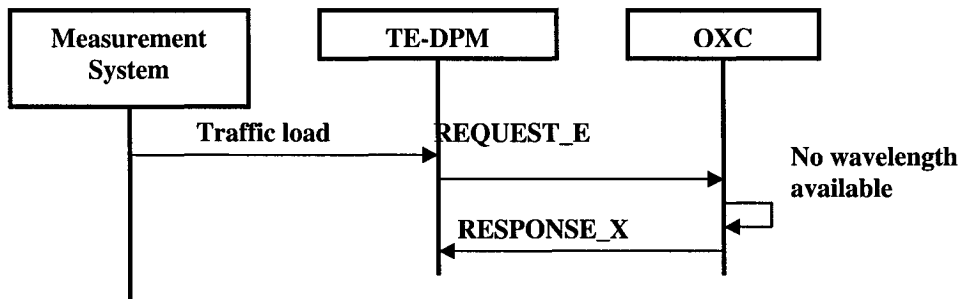 Measurement
System
TE-DPM
OXC
Traffic load
REQUEST_E
No wavelength
available
RESPONSE_X